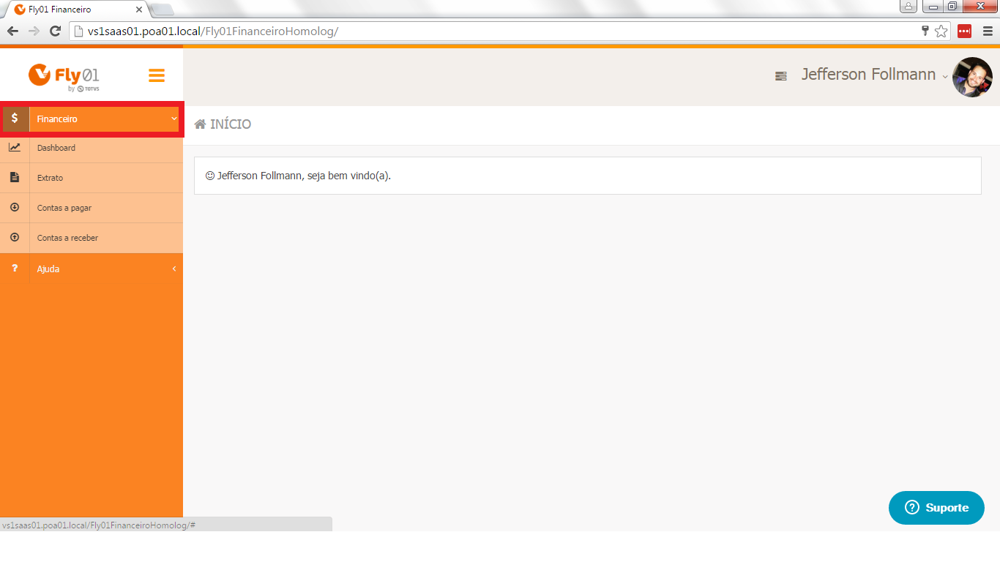 Fly01 Financeiro
vs1saas01.poa01.local/Fly01FinanceiroHomolog/
Fly01
by TOTVS
Jefferson Follmann
$ Financeiro
INÍCIO
Dashboard
Jefferson Follmann, seja bem vindo(a).
Extrato
Contas a pagar
Contas a receber
? Ajuda
? Suporte
vs1saas01.poa01.local/Fly01FinanceiroHomolog/#